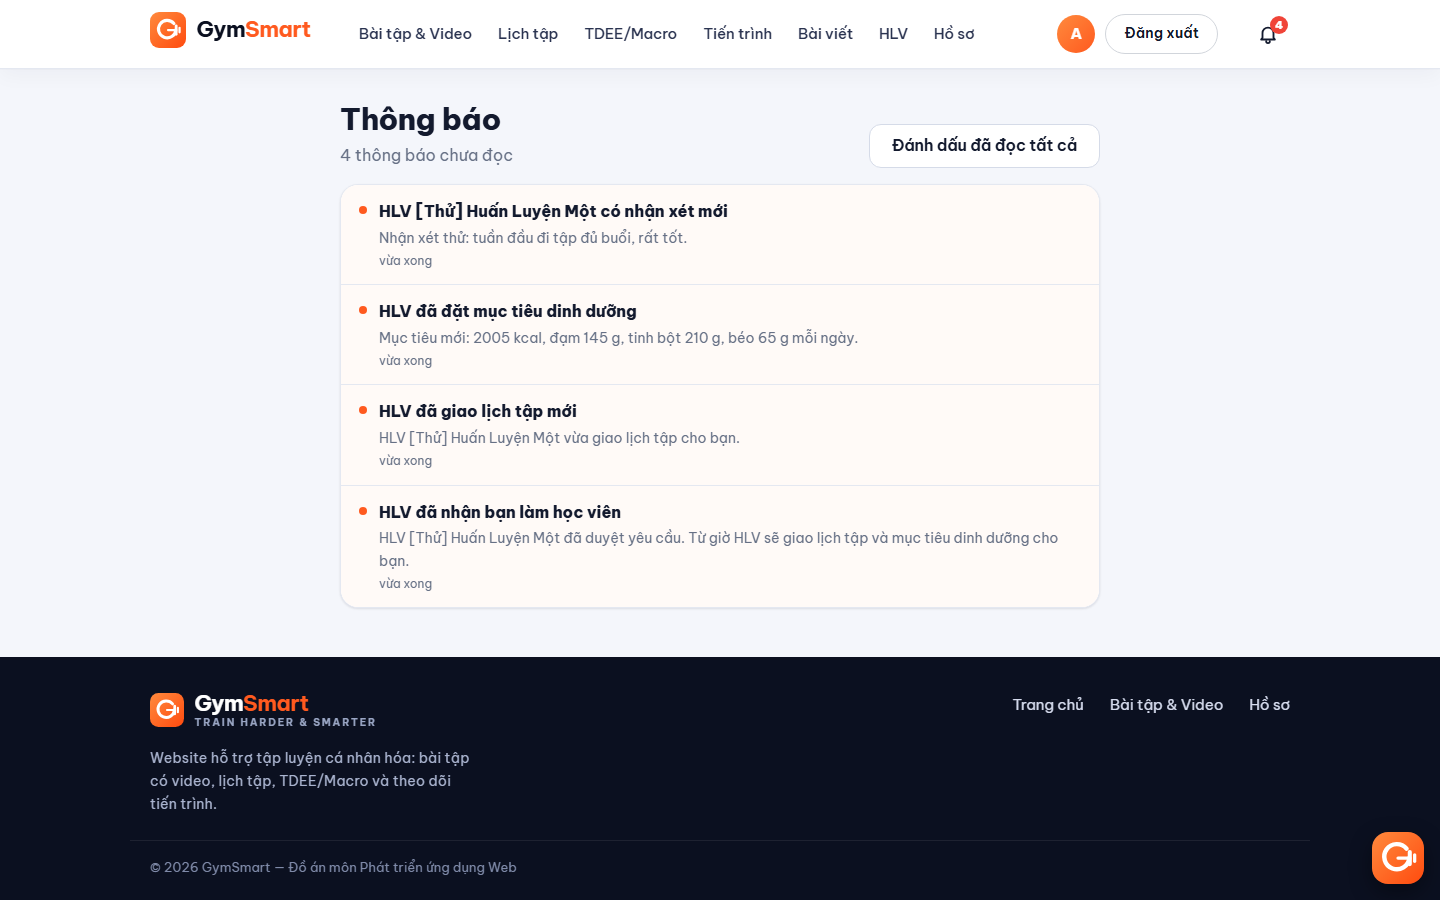 GymSmart
Bài tập & Video
Lịch tập
TDEE/Macro
Tiến trình
Bài viết
HLV
Hồ sơ
A
Đăng xuất
4
Thông báo
4 thông báo chưa đọc
Đánh dấu đã đọc tất cả
HLV [Thử] Huấn Luyện Một có nhận xét mới
Nhận xét thử: tuần đầu đi tập đủ buổi, rất tốt.
vừa xong
HLV đã đặt mục tiêu dinh dưỡng
Mục tiêu mới: 2005 kcal, đạm 145 g, tinh bột 210 g, béo 65 g mỗi ngày.
vừa xong
HLV đã giao lịch tập mới
HLV [Thử] Huấn Luyện Một vừa giao lịch tập cho bạn.
vừa xong
HLV đã nhận bạn làm học viên
HLV [Thử] Huấn Luyện Một đã duyệt yêu cầu. Từ giờ HLV sẽ giao lịch tập và mục tiêu dinh dưỡng cho
bạn.
vừa xong
GymSmart
TRAIN HARDER & SMARTER
Trang chủ
Bài tập & Video
Hồ sơ
Website hỗ trợ tập luyện cá nhân hóa: bài tập
có video, lịch tập, TDEE/Macro và theo dõi
tiến trình.
© 2026 GymSmart — Đồ án môn Phát triển ứng dụng Web